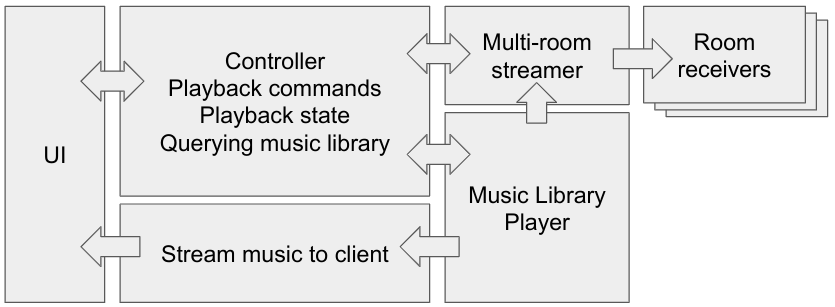 UI
Controller
Playback commands
Playback state
Querying music library
Stream music to client
Multi-room
streamer
Music Library
Player
Room
receivers